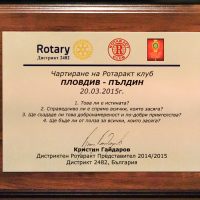 Rotary
Дистрикт 2482
Чартиране на Ротаракт клуб
ПЛОВДИВ - ПЪЛДИН
20.03.2015г.
1. Това ли е истината?
2. Справедливо ли е спрямо всички, които засяга?
3. Ще създаде ли това добронамереност и по-добри приятелства?
4. Ще бъде ли от полза за всички, които засяга?
Кристин Гайдаров
Дистриктен Ротаракт Представител 2014/2015
Дистрикт 2482, България